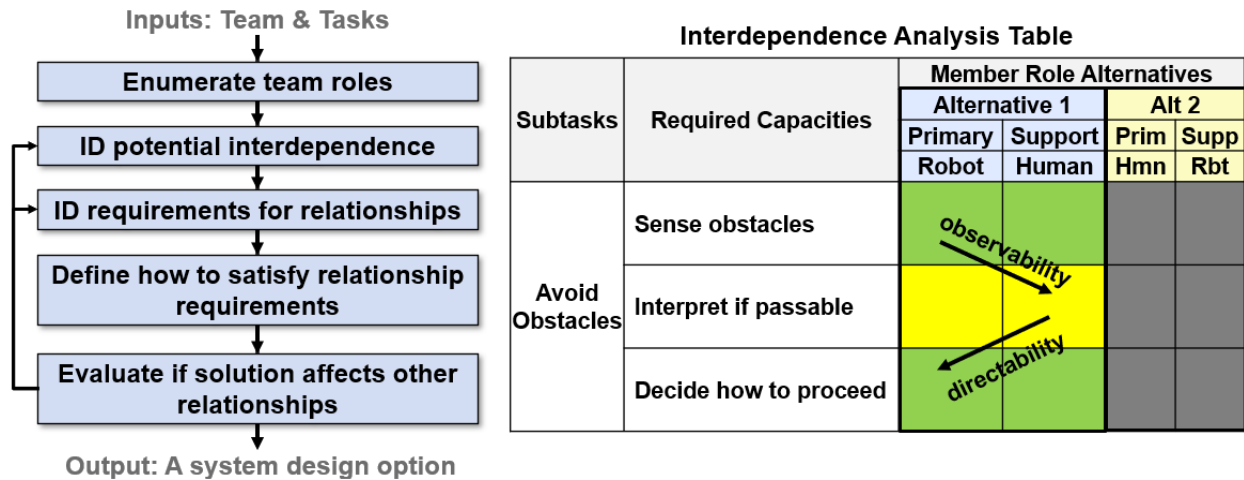 Inputs: Team & Tasks
Enumerate team roles
ID potential interdependence
ID requirements for relationships
Define how to satisfy relationship
requirements
Evaluate if solution affects other
relationships
Output: A system design option
Interdependence Analysis Table
Subtasks
Required Capacities
Member Role Alternatives
Alternative 1
Alt 2
Primary
Support
Prim
Supp
Robot
Human
Hmn
Rbt
Avoid
Obstacles
Sense obstacles
observability
Interpret if passable
directability
Decide how to proceed